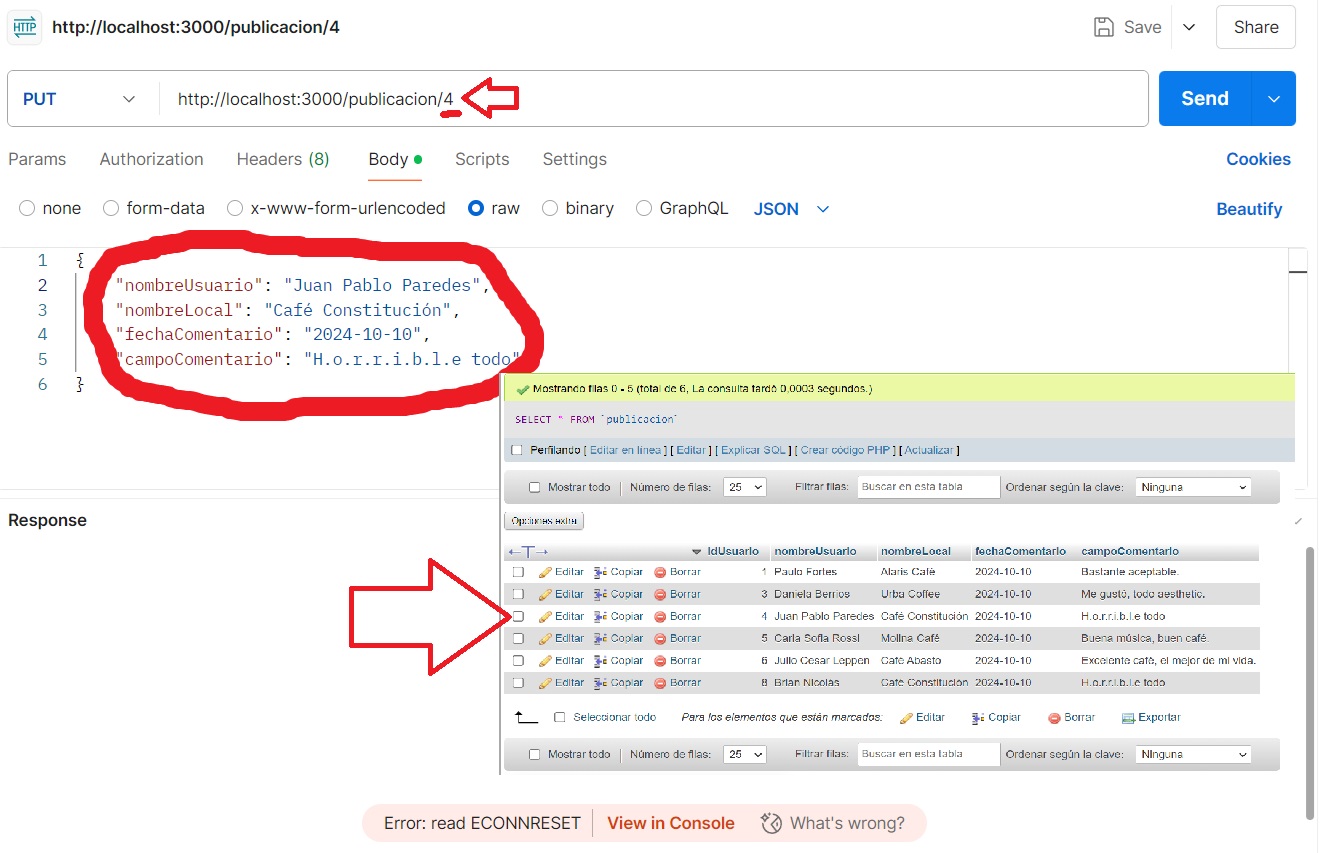 HTTP http://localhost:3000/publicacion/4 Save Share
PUT http://localhost:3000/publicacion/4 Send
Params Authorization Headers (8) Body Scripts Settings Cookies
none form-data x-www-form-urlencoded raw binary GraphQL JSON Beautify
1 {
2 "nombreUsuario": "Juan Pablo Paredes",
3 "nombreLocal": "Café Constitución",
4 "fechaComentario": "2024-10-10",
5 "campoComentario": "H.o.r.r.i.b.l.e todo"
6 }
Mostrando filas 0 - 5 (total de 6, La consulta tardó 0,0003 segundos.)
SELECT * FROM `publicacion`
Perfilando [ Editar en línea ] [ Editar ] [ Explicar SQL ] [ Crear código PHP ] [ Actualizar ]
Mostrar todo Número de filas: 25 Filtrar filas: Buscar en esta tabla Ordenar según la clave: Ninguna
Response
Opciones extra
←T→ idUsuario nombreUsuario nombreLocal fechaComentario campoComentario
Editar Copiar Borrar 1 Paulo Fortes Alaris Café 2024-10-10 Bastante aceptable.
Editar Copiar Borrar 3 Daniela Berrios Urba Coffee 2024-10-10 Me gustó, todo aesthetic.
Editar Copiar Borrar 4 Juan Pablo Paredes Café Constitución 2024-10-10 H.o.r.r.i.b.l.e todo
Editar Copiar Borrar 5 Carla Sofía Rossi Molina Café 2024-10-10 Buena música, buen café.
Editar Copiar Borrar 6 Julio Cesar Leppen Café Abasto 2024-10-10 Excelente café, el mejor de mi vida.
Editar Copiar Borrar 8 Brian Nicolás Café Constitución 2024-10-10 H.o.r.r.i.b.l.e todo
Seleccionar todo Para los elementos que están marcados: Editar Copiar Borrar Exportar
Mostrar todo Número de filas: 25 Filtrar filas: Buscar en esta tabla Ordenar según la clave: Ninguna
Error: read ECONNRESET View in Console What's wrong?